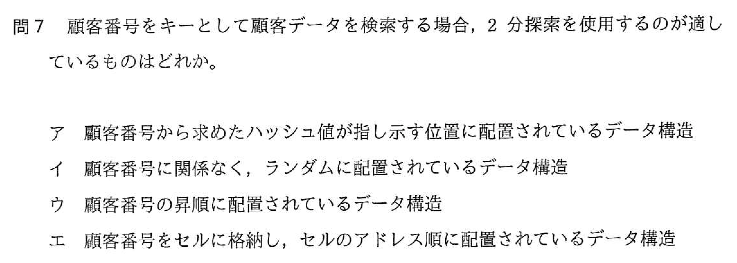 問7 顧客番号をキーとして顧客データを検索する場合，2 分探索を使用するのが適し
ているものはどれか。
ア 顧客番号から求めたハッシュ値が指し示す位置に配置されているデータ構造
イ 顧客番号に関係なく，ランダムに配置されているデータ構造
ウ 顧客番号の昇順に配置されているデータ構造
エ 顧客番号をセルに格納し，セルのアドレス順に配置されているデータ構造